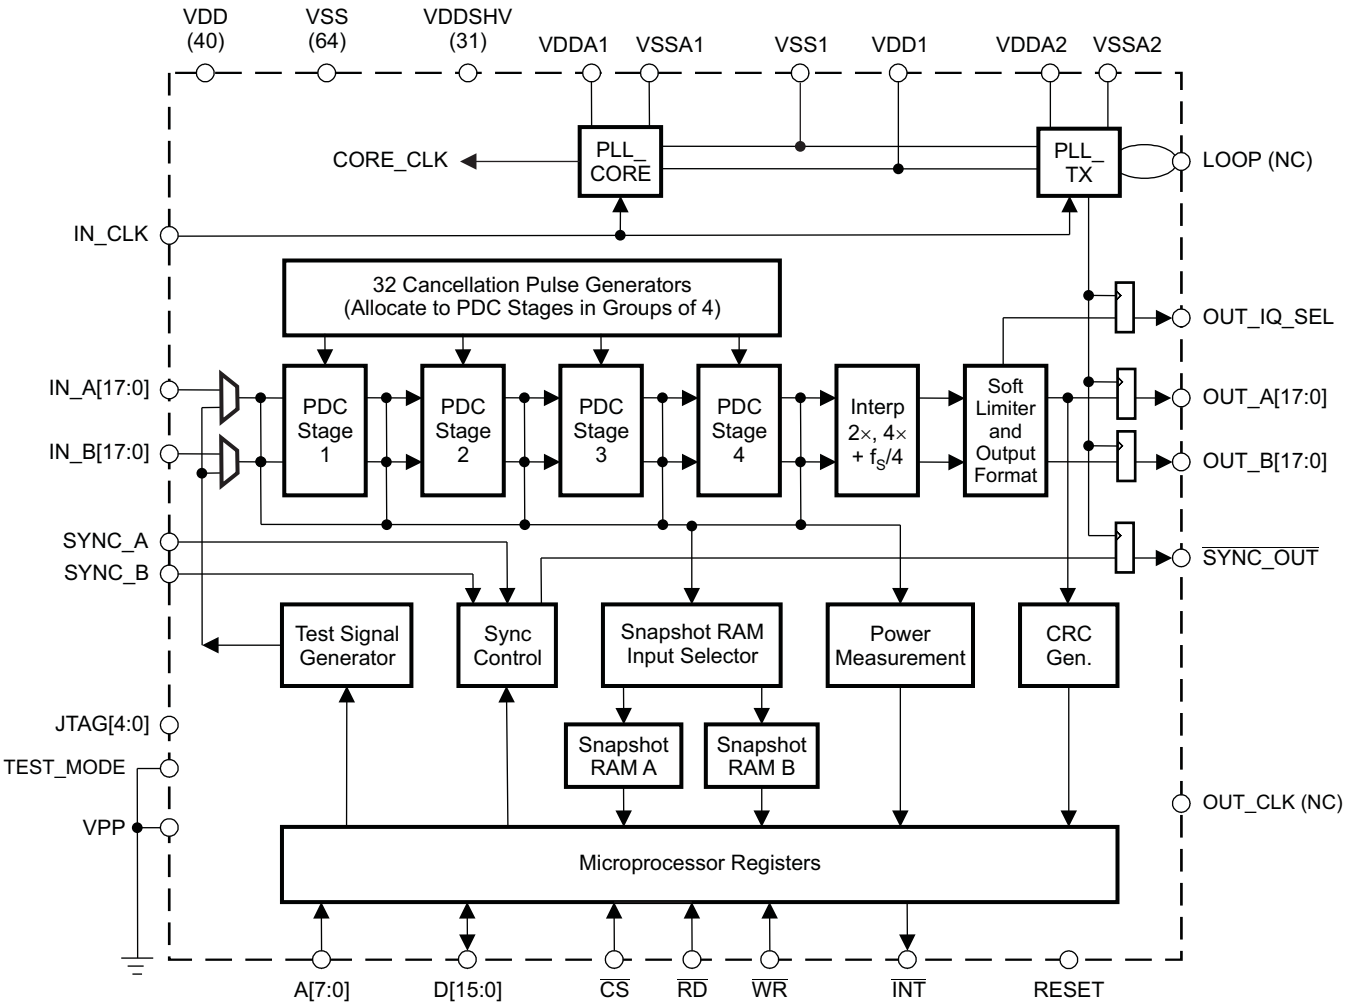 VDD
(40)
VSS
(64)
VDDSHV
(31)
VDDA1
VSSA1
VSS1
VDD1
VDDA2
VSSA2
CORE_CLK
PLL_
CORE
PLL_
TX
LOOP (NC)
IN_CLK
32 Cancellation Pulse Generators
(Allocate to PDC Stages in Groups of 4)
OUT_IQ_SEL
IN_A[17:0]
IN_B[17:0]
PDC
Stage
1
PDC
Stage
2
PDC
Stage
3
PDC
Stage
4
Interp
2×, 4×
+ fS/4
Soft
Limiter
and
Output
Format
OUT_A[17:0]
OUT_B[17:0]
SYNC_A
SYNC_B
SYNC_OUT
Test Signal
Generator
Sync
Control
Snapshot RAM
Input Selector
Power
Measurement
CRC
Gen.
JTAG[4:0]
TEST_MODE
VPP
Snapshot
RAM A
Snapshot
RAM B
OUT_CLK (NC)
Microprocessor Registers
A[7:0]
D[15:0]
CS
RD
WR
INT
RESET